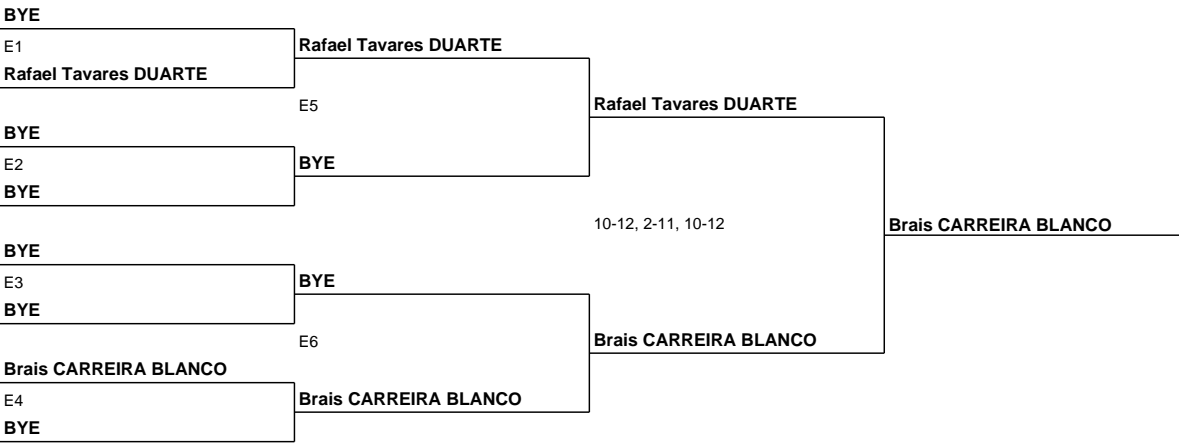 BYE
E1
Rafael Tavares DUARTE
Rafael Tavares DUARTE
E5
Rafael Tavares DUARTE
BYE
E2
BYE
BYE
10-12, 2-11, 10-12
Brais CARREIRA BLANCO
BYE
E3
BYE
BYE
E6
Brais CARREIRA BLANCO
Brais CARREIRA BLANCO
E4
Brais CARREIRA BLANCO
BYE